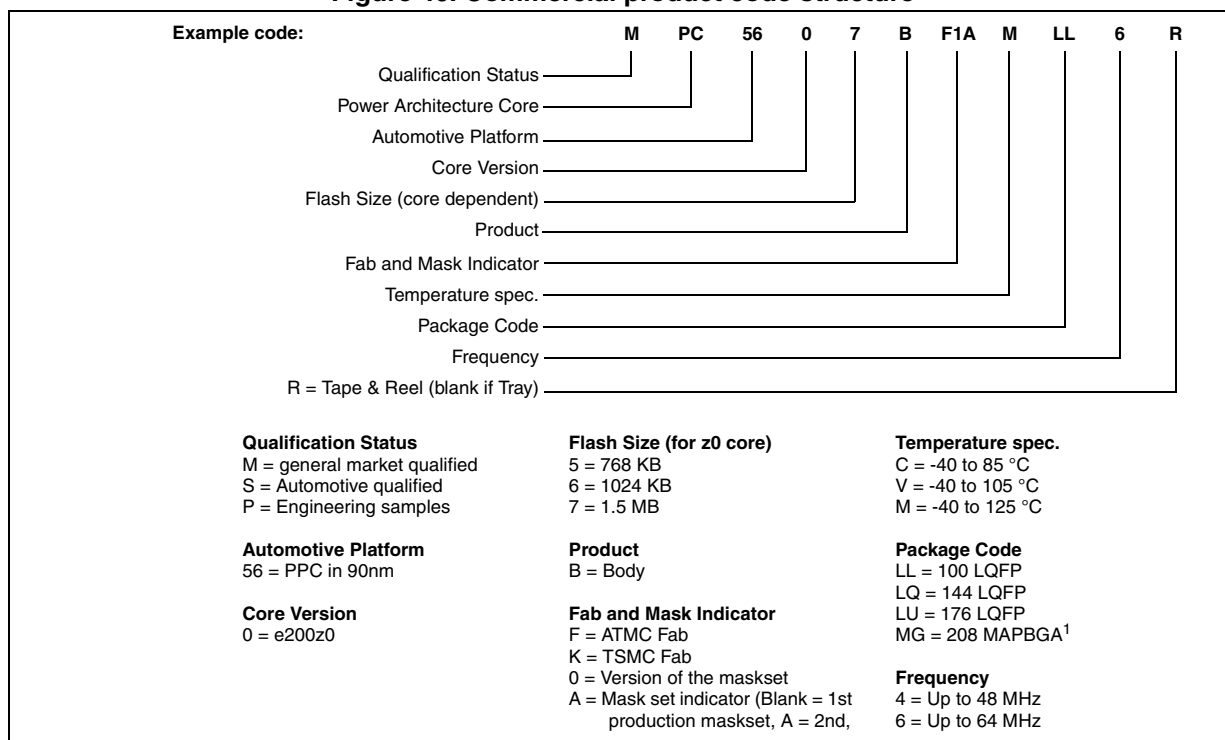 Figure 43. Commercial product code structure
Example code: M PC 56 0 7 B F1A M LL 6 R
Qualification Status
Power Architecture Core
Automotive Platform
Core Version
Flash Size (core dependent)
Product
Fab and Mask Indicator
Temperature spec.
Package Code
Frequency
R = Tape & Reel (blank if Tray)
Qualification Status
M = general market qualified
S = Automotive qualified
P = Engineering samples
Automotive Platform
56 = PPC in 90nm
Core Version
0 = e200z0
Flash Size (for z0 core)
5 = 768 KB
6 = 1024 KB
7 = 1.5 MB
Product
B = Body
Fab and Mask Indicator
F = ATMC Fab
K = TSMC Fab
0 = Version of the maskset
A = Mask set indicator (Blank = 1st
production maskset, A = 2nd,
Temperature spec.
C = -40 to 85 °C
V = -40 to 105 °C
M = -40 to 125 °C
Package Code
LL = 100 LQFP
LQ = 144 LQFP
LU = 176 LQFP
MG = 208 MAPBGA1
Frequency
4 = Up to 48 MHz
6 = Up to 64 MHz